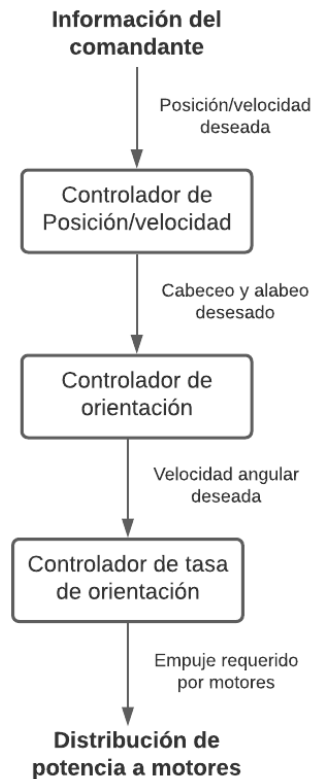 Información del
comandante
Posición/velocidad
deseada
Controlador de
Posición/velocidad
Cabeceo y alabeo
desesado
Controlador de
orientación
Velocidad angular
deseada
Controlador de tasa
de orientación
Empuje requerido
por motores
Distribución de
potencia a motores